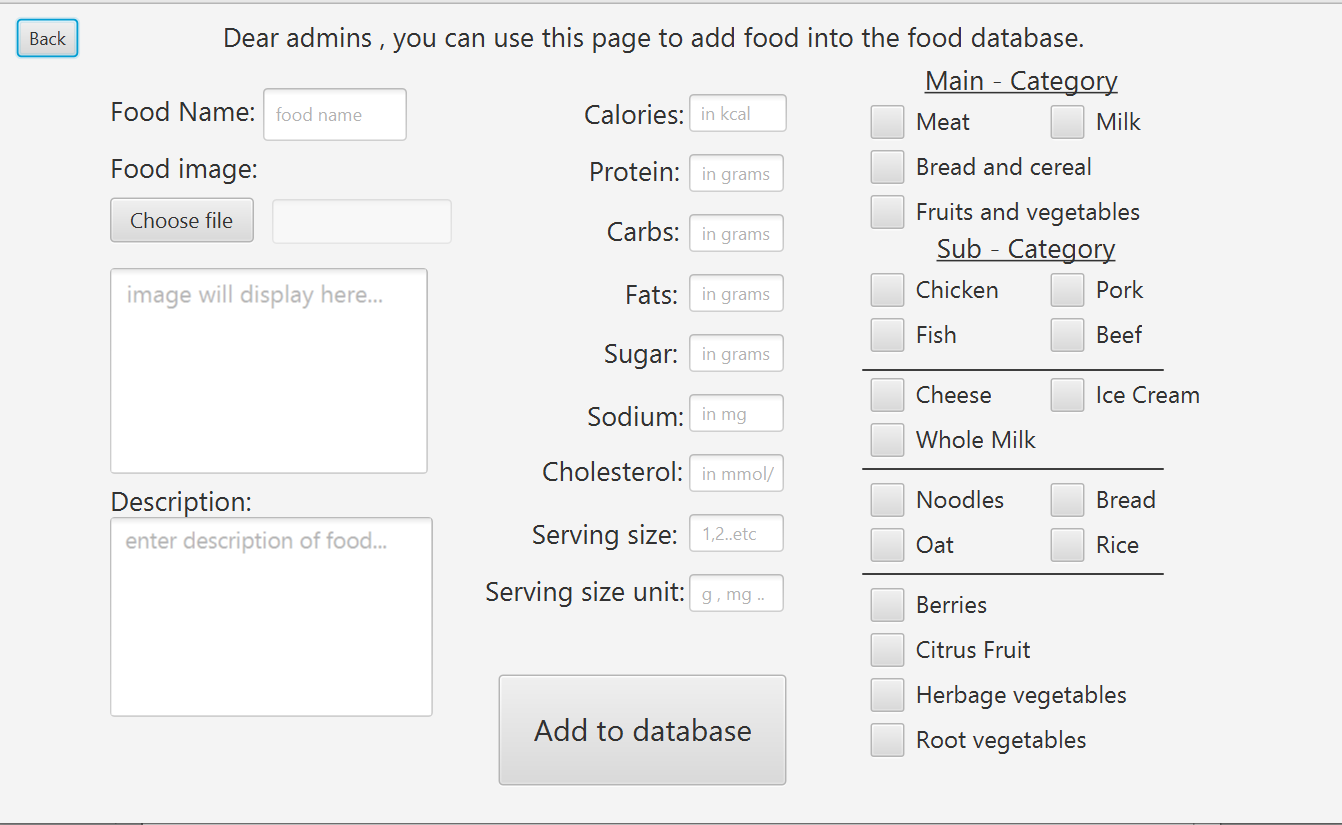 Back
Dear admins , you can use this page to add food into the food database.
Food Name: food name
Food image:
Choose file
image will display here...
Description:
enter description of food...
Calories: in kcal
Protein: in grams
Carbs: in grams
Fats: in grams
Sugar: in grams
Sodium: in mg
Cholesterol: in mmol/
Serving size: 1,2..etc
Serving size unit: g , mg ..
Add to database
Main - Category
Meat Milk
Bread and cereal
Fruits and vegetables
Sub - Category
Chicken Pork
Fish Beef
Cheese Ice Cream
Whole Milk
Noodles Bread
Oat Rice
Berries
Citrus Fruit
Herbage vegetables
Root vegetables